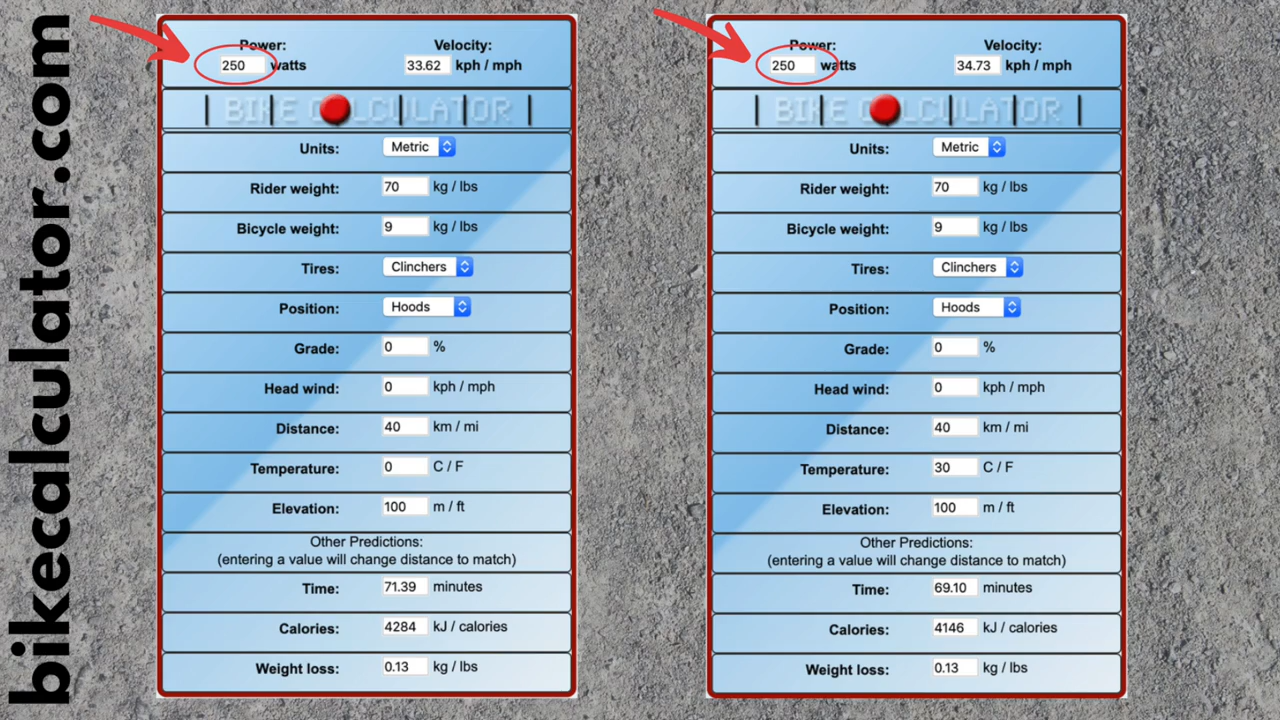 bikecalculator.com
Power: Velocity:
250 watts 33.62 kph / mph
BIKE CALCULATOR
Units: Metric
Rider weight: 70 kg / lbs
Bicycle weight: 9 kg / lbs
Tires: Clinchers
Position: Hoods
Grade: 0 %
Head wind: 0 kph / mph
Distance: 40 km / mi
Temperature: 0 C / F
Elevation: 100 m / ft
Other Predictions:
(entering a value will change distance to match)
Time: 71.39 minutes
Calories: 4284 kJ / calories
Weight loss: 0.13 kg / lbs
Power: Velocity:
250 watts 34.73 kph / mph
BIKE CALCULATOR
Units: Metric
Rider weight: 70 kg / lbs
Bicycle weight: 9 kg / lbs
Tires: Clinchers
Position: Hoods
Grade: 0 %
Head wind: 0 kph / mph
Distance: 40 km / mi
Temperature: 30 C / F
Elevation: 100 m / ft
Other Predictions:
(entering a value will change distance to match)
Time: 69.10 minutes
Calories: 4146 kJ / calories
Weight loss: 0.13 kg / lbs